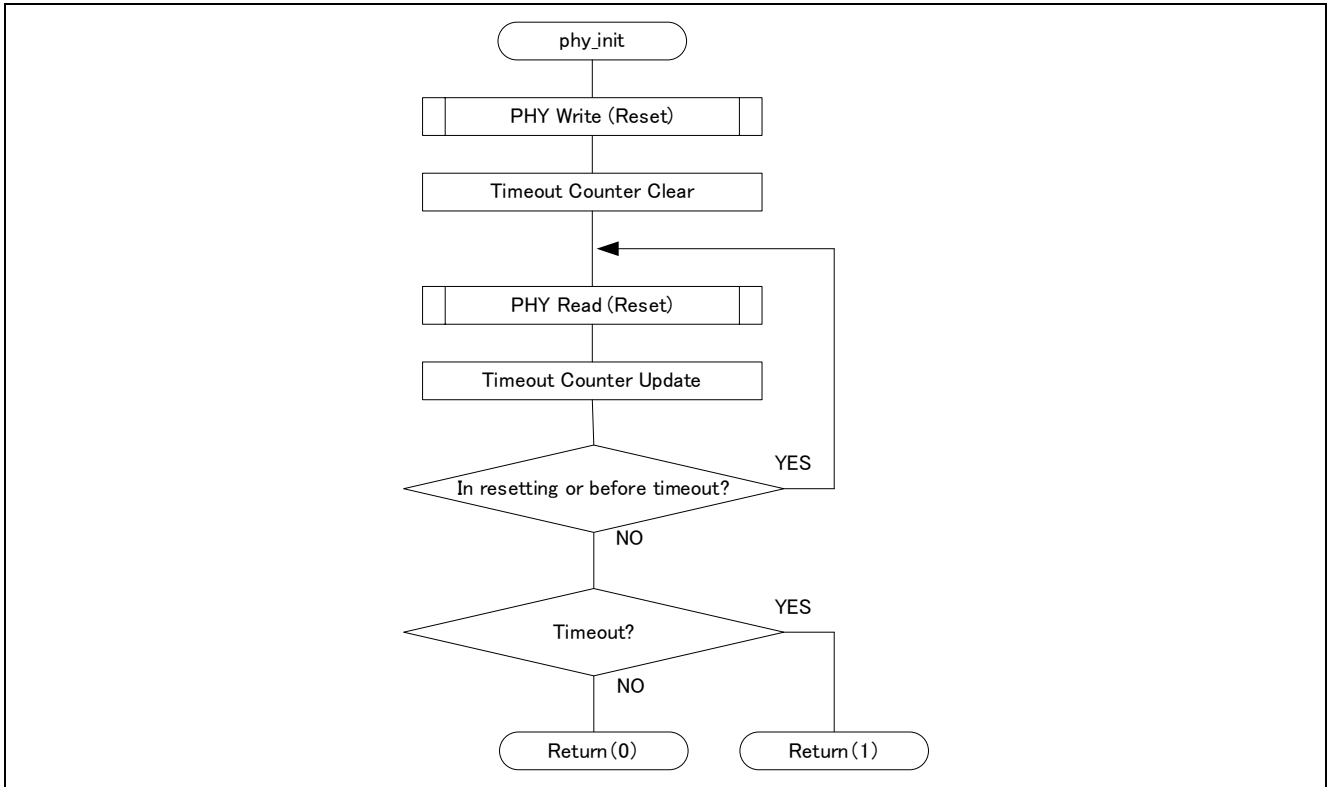 phy_init
PHY Write (Reset)
Timeout Counter Clear
PHY Read (Reset)
Timeout Counter Update
YES
In resetting or before timeout?
NO
YES
Timeout?
NO
Return(0)
Return(1)